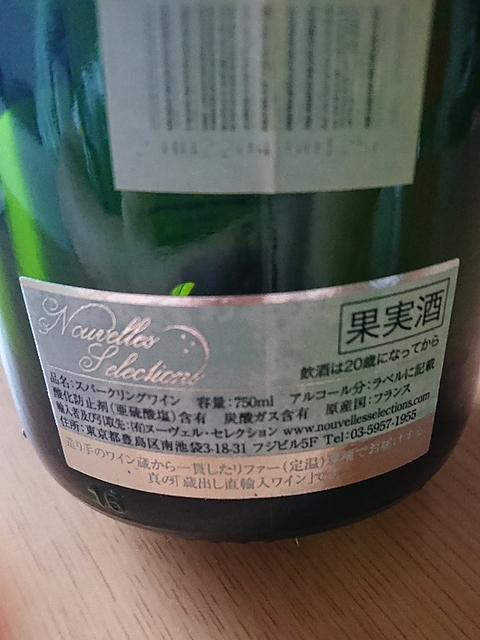 Nouvelles
Selections
果実酒
飲酒は20歳になってから
品名：スパークリングワイン 容量：750ml アルコール分：ラベルに記載
酸化防止剤（亜硫酸塩）含有 炭酸ガス含有 原産国：フランス
輸入者及び引取先：(有)ヌーヴェル・セレクション www.nouvellesselections.com
住所：東京都豊島区南池袋3-18-31 フジビル5F Tel：03-5957-1955
造り手のワイン蔵から一貫したリファー（定温）
真の「蔵出し直輸入ワイン」で
16